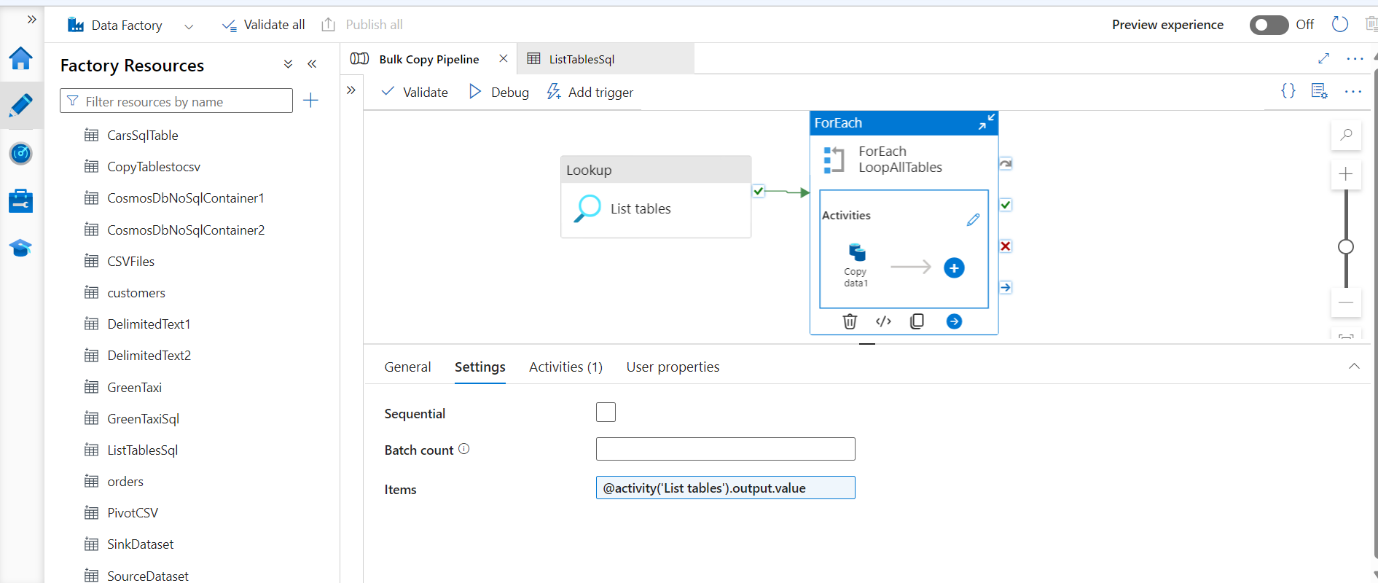 Data Factory Validate all Publish all Preview experience Off
Factory Resources
Filter resources by name
CarsSqlTable
CopyTablestocsv
CosmosDbNoSqlContainer1
CosmosDbNoSqlContainer2
CSVFiles
customers
DelimitedText1
DelimitedText2
GreenTaxi
GreenTaxiSql
ListTablesSql
orders
PivotCSV
SinkDataset
SourceDataset
Bulk Copy Pipeline ListTablesSql
Validate Debug Add trigger {}
Lookup
List tables
ForEach
ForEach
LoopAllTables
Activities
Copy
data1
</>
General Settings Activities (1) User properties
Sequential
Batch count
Items @activity('List tables').output.value